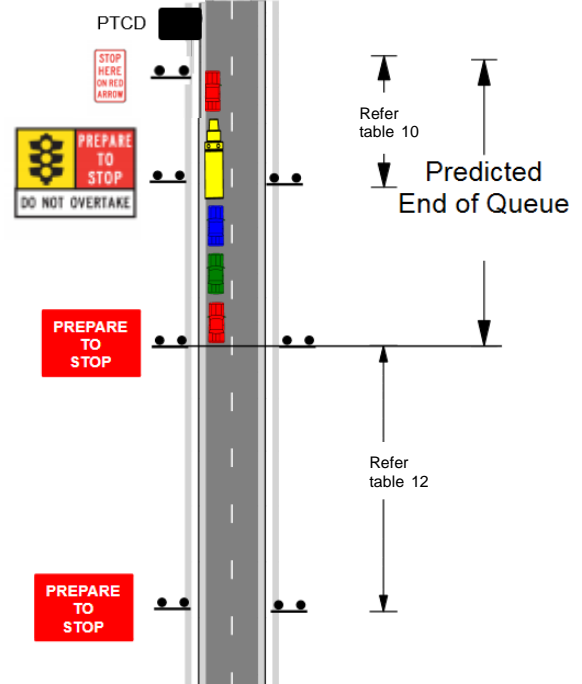 PTCD
STOP
HERE
ON RED
ARROW
Refer
table 10
PREPARE
TO
STOP
DO NOT OVERTAKE
Predicted
End of Queue
PREPARE
TO
STOP
Refer
table 12
PREPARE
TO
STOP